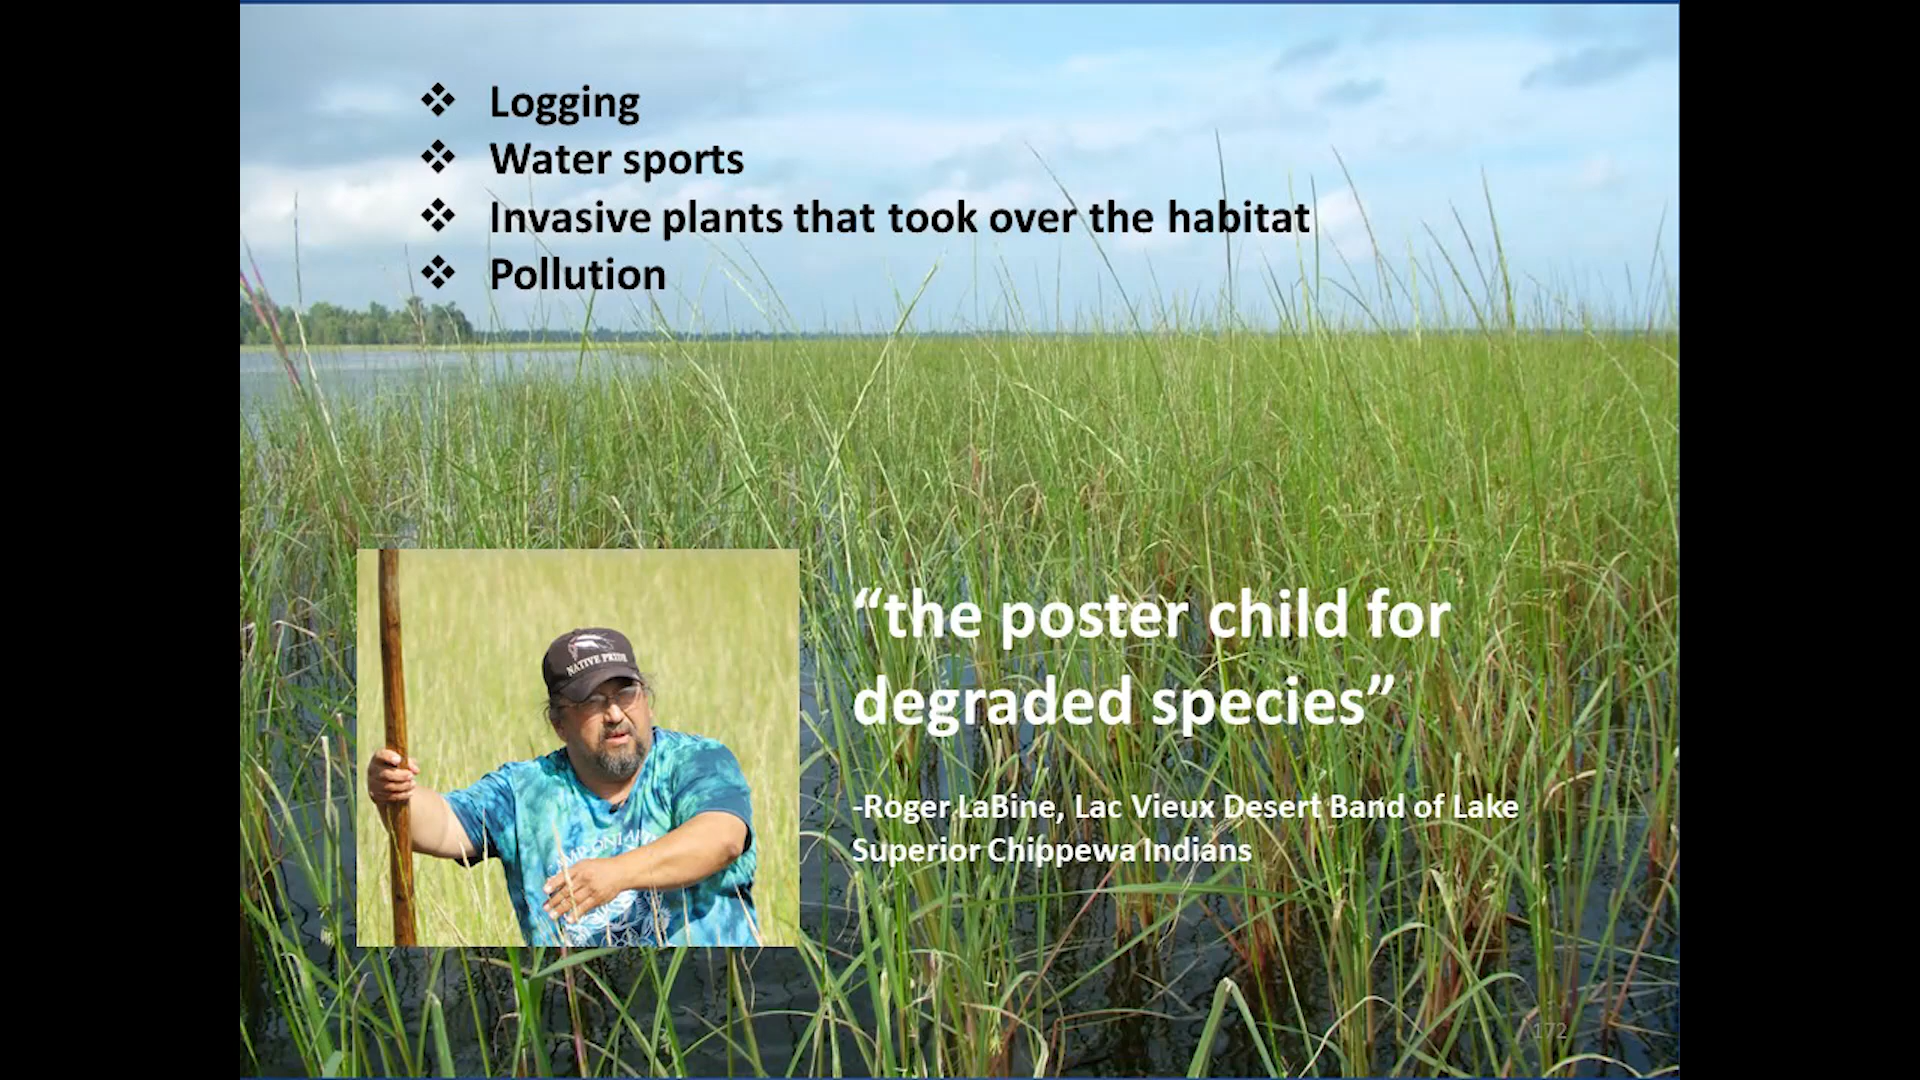 Logging
Water sports
Invasive plants that took over the habitat
Pollution
NATIVE PRIDE
“the poster child for
degraded species”
-Roger LaBine, Lac Vieux Desert Band of Lake
Superior Chippewa Indians
172